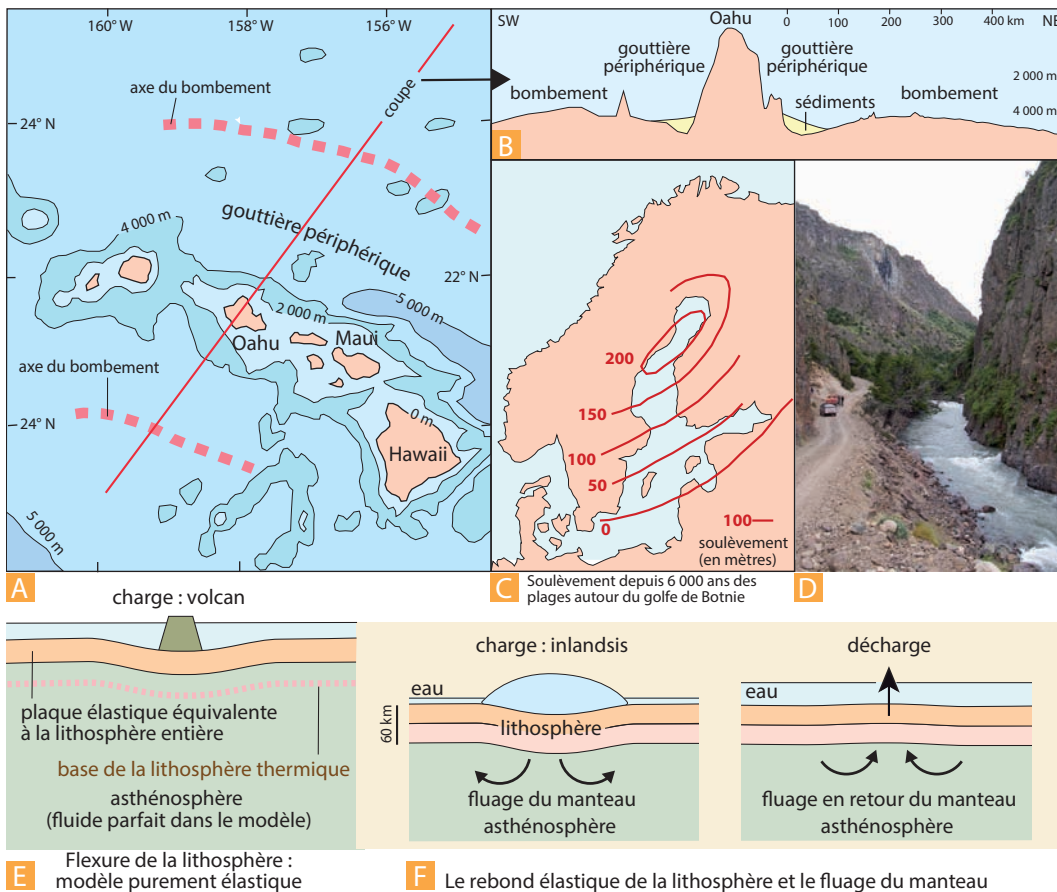 160°W
158°W
156°W
axe du bombement
coupe
24° N
gouttière périphérique
4 000 m
22° N
5 000 m
2 000 m
Oahu
Maui
axe du bombement
24° N
0 m
Hawaii
5 000 m
A
SW
Oahu
0 100 200 300 400 km
NE
gouttière
périphérique
gouttière
périphérique
bombement
sédiments
bombement
2 000 m
4 000 m
B
200
150
100
50
0
100
soulèvement
(en mètres)
C
Soulèvement depuis 6 000 ans des
plages autour du golfe de Botnie
D
charge : volcan
plaque élastique équivalente
à la lithosphère entière
base de la lithosphère thermique
asthénosphère
(fluide parfait dans le modèle)
E
Flexure de la lithosphère :
modèle purement élastique
charge : inlandsis
eau
60 km
lithosphère
fluage du manteau
asthénosphère
décharge
eau
fluage en retour du manteau
asthénosphère
F
Le rebond élastique de la lithosphère et le fluage du manteau